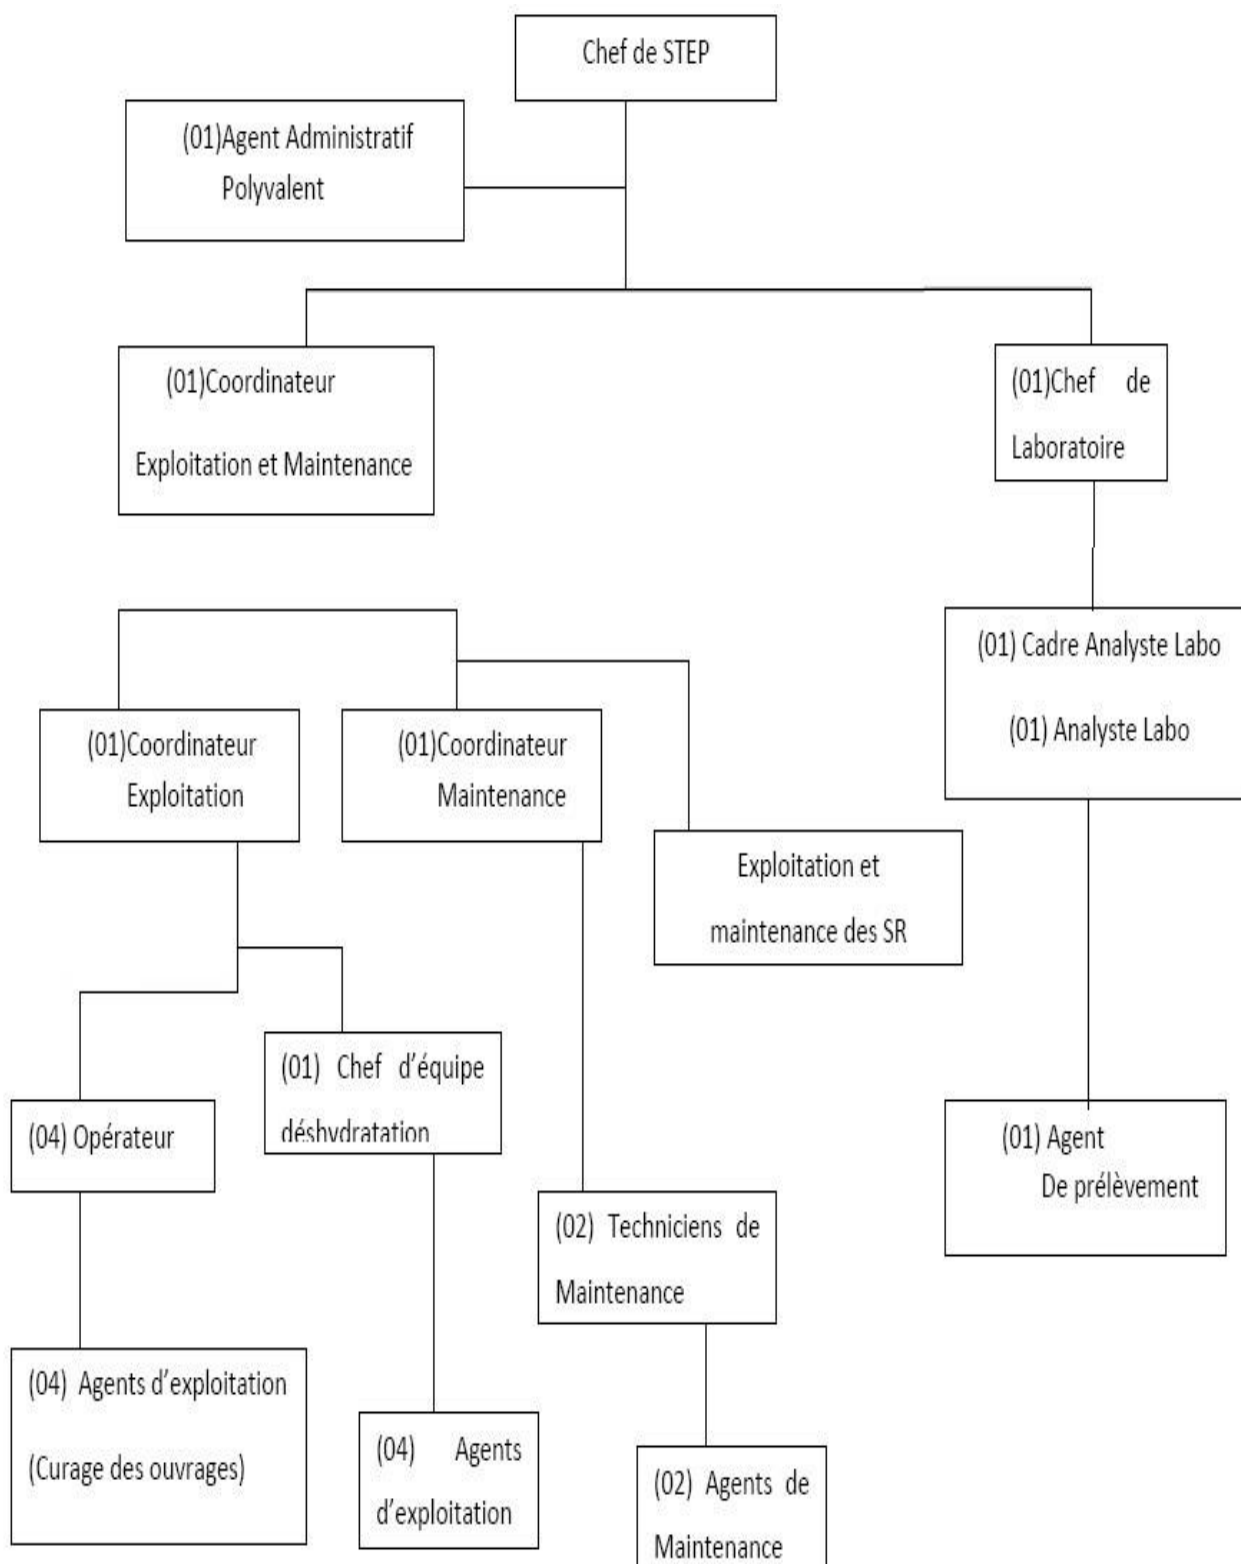 Chef de STEP
(01)Agent Administratif
Polyvalent
(01)Coordinateur
Exploitation et Maintenance
(01)Chef de
Laboratoire
(01) Cadre Analyste Labo
(01) Analyste Labo
(01)Coordinateur
Exploitation
(01)Coordinateur
Maintenance
Exploitation et
maintenance des SR
(01) Chef d’équipe
déshydratation
(04) Opérateur
(01) Agent
De prélèvement
(02) Techniciens de
Maintenance
(04) Agents d’exploitation
(Curage des ouvrages)
(04) Agents
d’exploitation
(02) Agents de
Maintenance